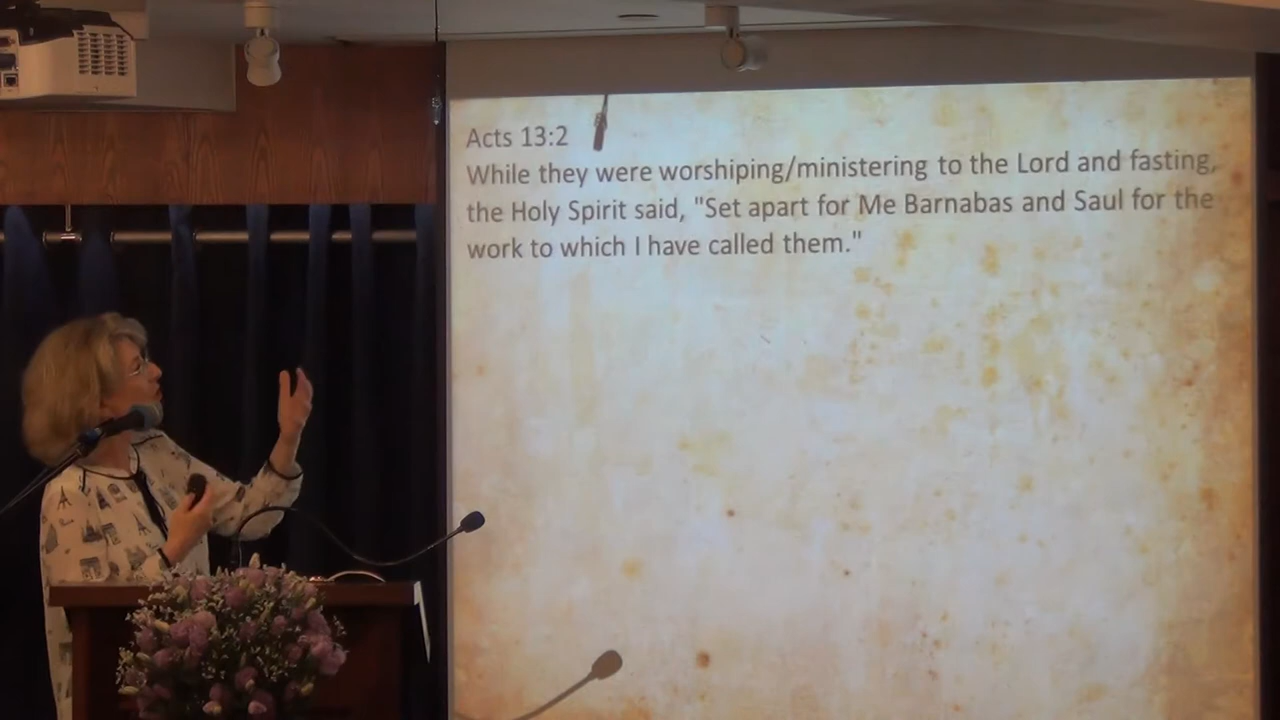 Acts 13:2
While they were worshiping/ministering to the Lord and fasting,
the Holy Spirit said, "Set apart for Me Barnabas and Saul for the
work to which I have called them."